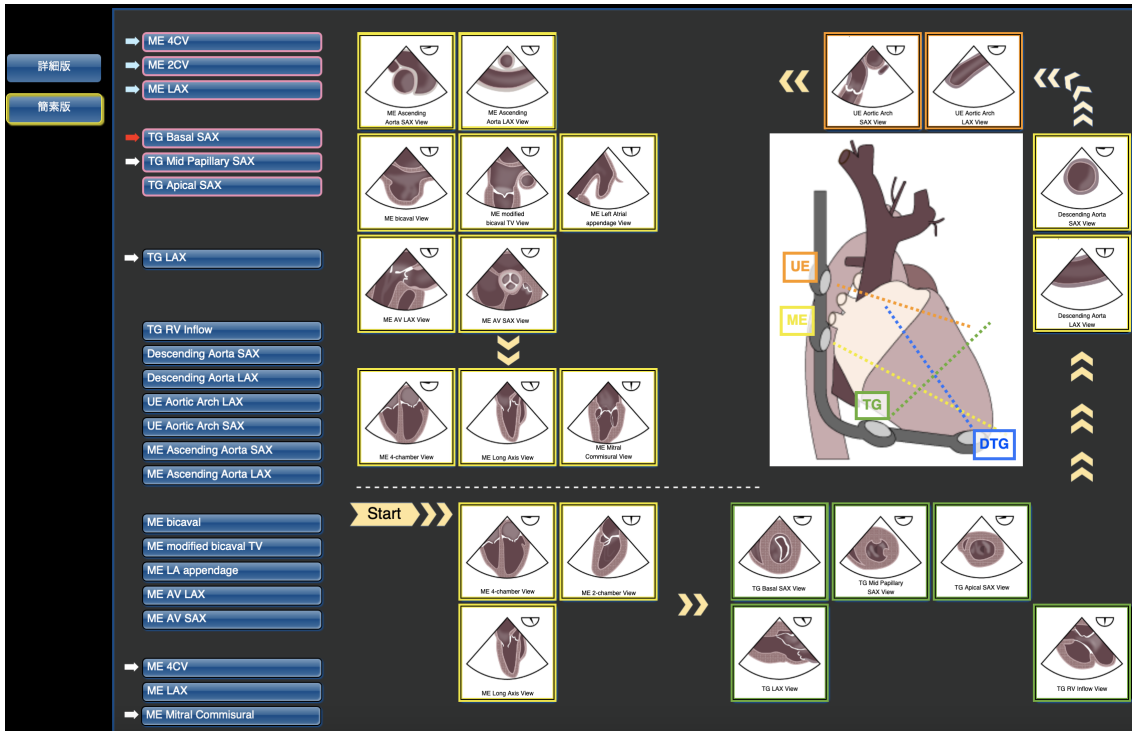 詳細版
簡素版
ME 4CV
ME 2CV
ME LAX
TG Basal SAX
TG Mid Papillary SAX
TG Apical SAX
TG LAX
TG RV Inflow
Descending Aorta SAX
Descending Aorta LAX
UE Aortic Arch LAX
UE Aortic Arch SAX
ME Ascending Aorta SAX
ME Ascending Aorta LAX
ME bicaval
ME modified bicaval TV
ME LA appendage
ME AV LAX
ME AV SAX
ME 4CV
ME LAX
ME Mitral Commisural
ME Ascending
Aorta SAX View
ME Ascending
Aorta LAX View
ME bicaval View
ME modified
bicaval TV View
ME Left Atrial
appendage View
ME AV LAX View
ME AV SAX View
ME 4-chamber View
ME Long Axis View
ME Mitral
Commisural View
Start
ME 4-chamber View
ME 2-chamber View
ME Long Axis View
UE Aortic Arch
SAX View
UE Aortic Arch
LAX View
Descending Aorta
SAX View
Descending Aorta
LAX View
UE
ME
TG
DTG
TG Basal SAX View
TG Mid Papillary
SAX View
TG Apical SAX View
TG LAX View
TG RV Inflow View